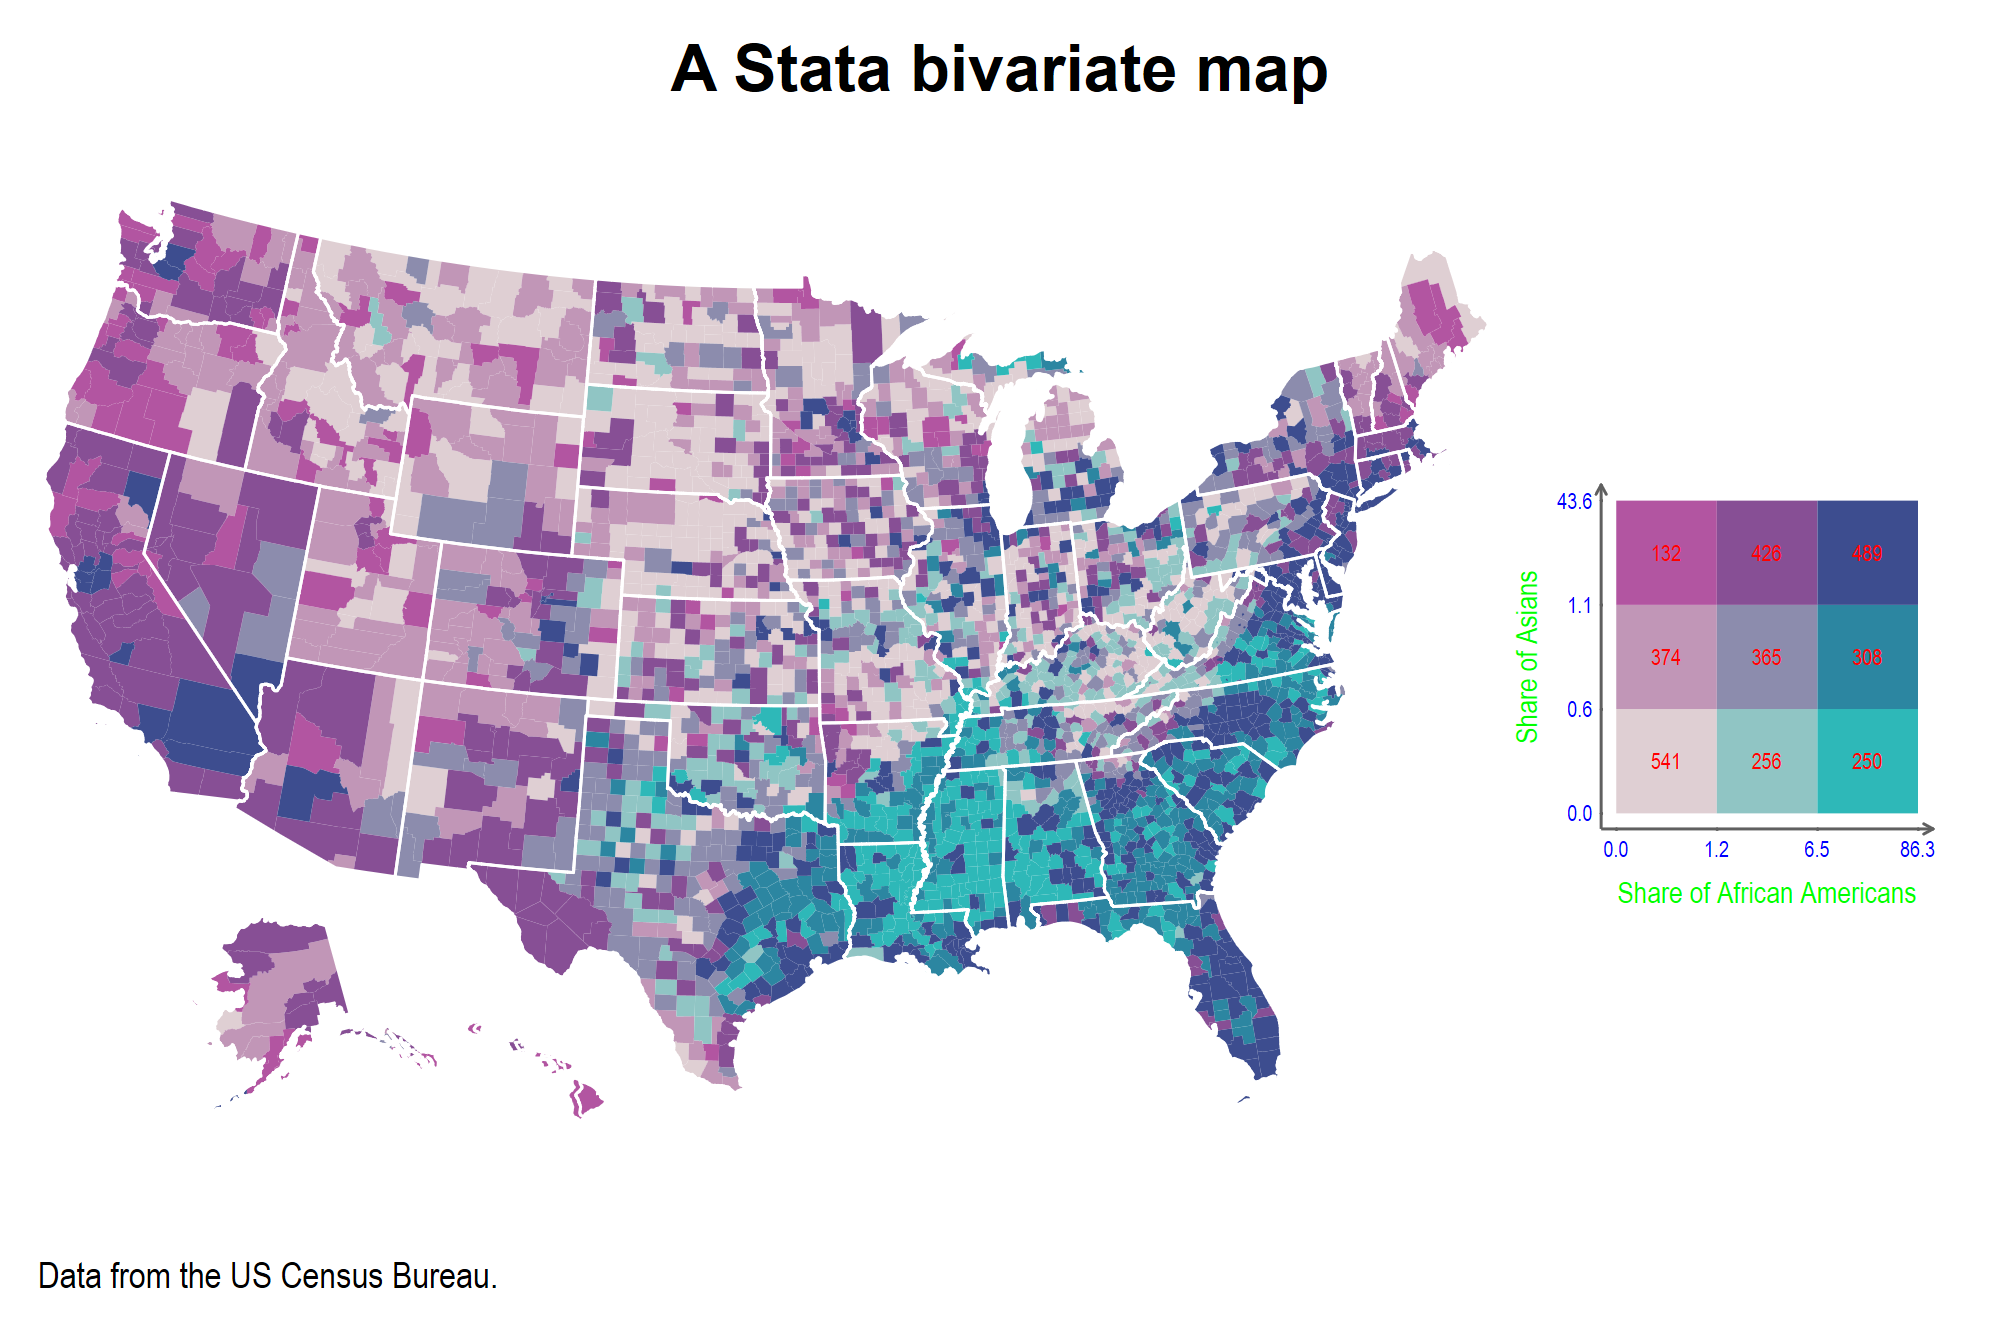 A Stata bivariate map
43.6
132 426 489
1.1
Share of Asians
374 365 308
0.6
541 256 250
0.0
0.0 1.2 6.5 86.3
Share of African Americans
Data from the US Census Bureau.